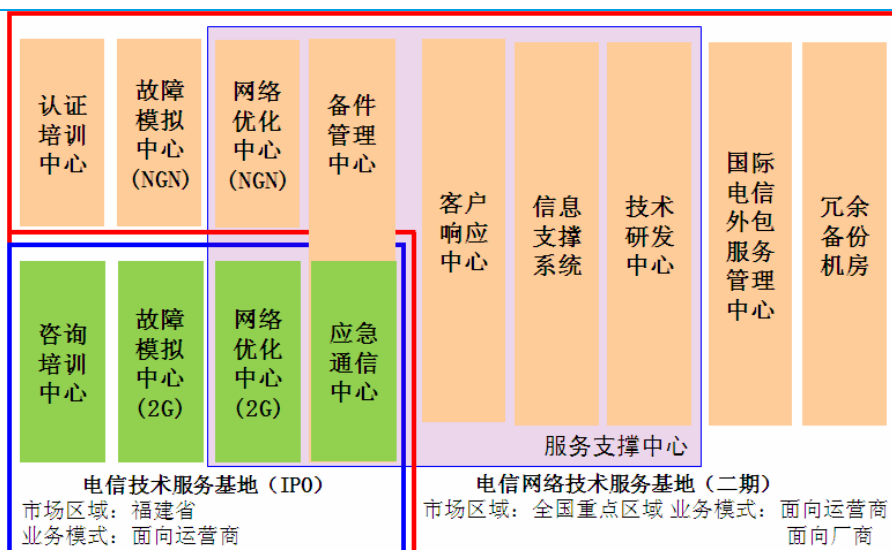 认证
培训
中心
故障
模拟
中心
(NGN)
网络
优化
中心
(NGN)
备件
管理
中心
客户
响应
中心
信息
支撑
系统
技术
研发
中心
国际
电信
外包
服务
管理
中心
冗余
备份
机房
咨询
培训
中心
故障
模拟
中心
(2G)
网络
优化
中心
(2G)
应急
通信
中心
服务支撑中心
电信技术服务基地（IPO）
市场区域：福建省
业务模式：面向运营商
电信网络技术服务基地（二期）
市场区域：全国重点区域 业务模式：面向运营商
面向厂商